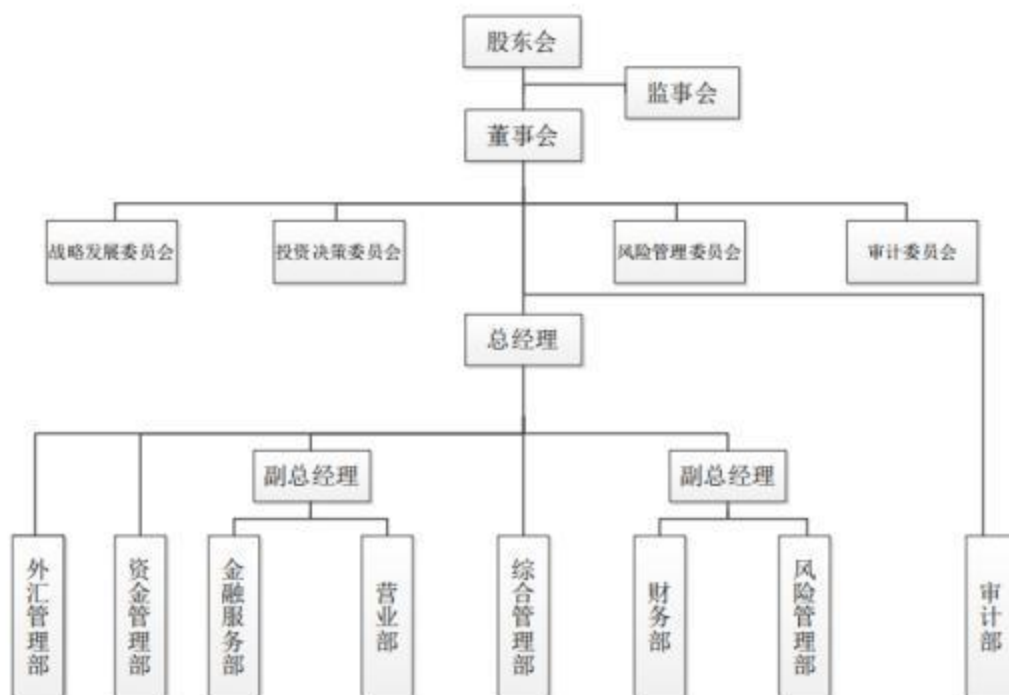 股东会
监事会
董事会
战略发展委员会
投资决策委员会
风险管理委员会
审计委员会
总经理
副总经理
副总经理
外汇管理部
资金管理部
金融服务部
营业部
综合管理部
财务部
风险管理部
审计部